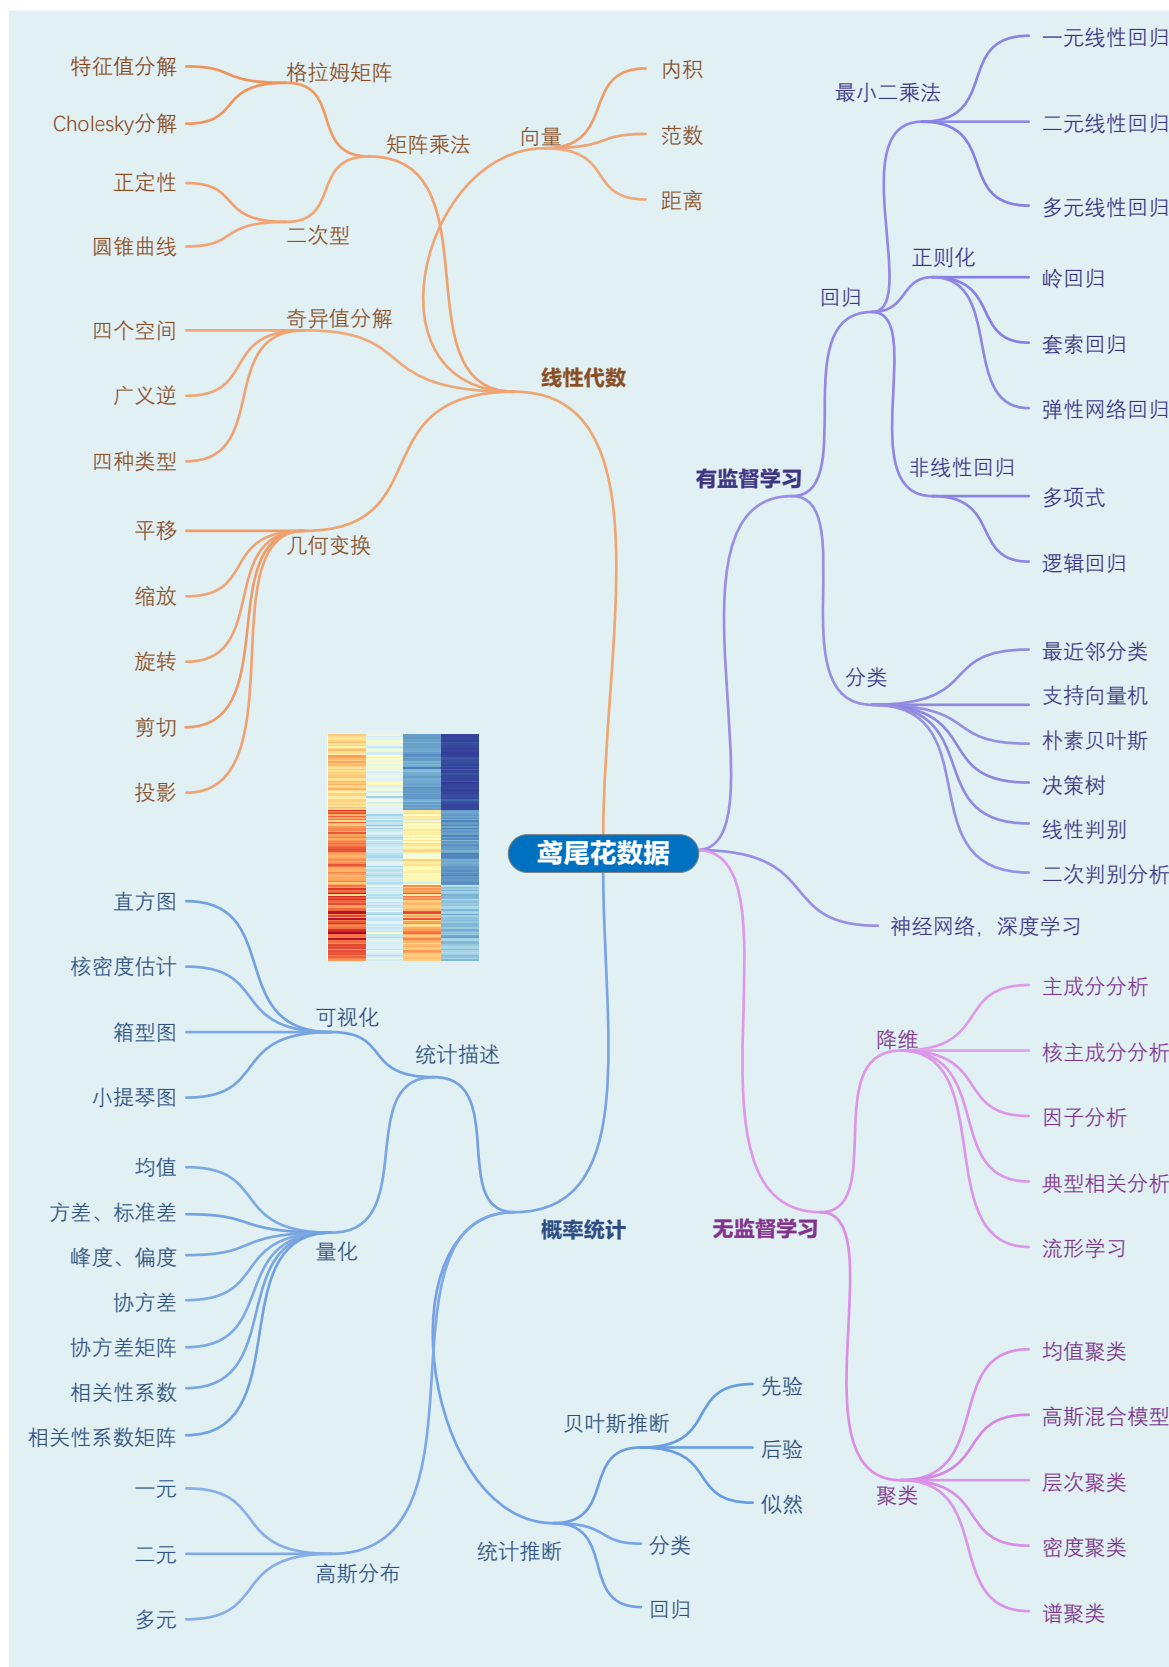 鸢尾花数据
线性代数
向量
内积
范数
距离
矩阵乘法
格拉姆矩阵
特征值分解
Cholesky分解
二次型
正定性
圆锥曲线
奇异值分解
四个空间
广义逆
四种类型
几何变换
平移
缩放
旋转
剪切
投影
概率统计
统计描述
可视化
直方图
核密度估计
箱型图
小提琴图
量化
均值
方差、标准差
峰度、偏度
协方差
协方差矩阵
相关性系数
相关性系数矩阵
高斯分布
一元
二元
多元
统计推断
贝叶斯推断
先验
后验
似然
分类
回归
有监督学习
回归
最小二乘法
一元线性回归
二元线性回归
多元线性回归
正则化
岭回归
套索回归
弹性网络回归
非线性回归
多项式
逻辑回归
分类
最近邻分类
支持向量机
朴素贝叶斯
决策树
线性判别
二次判别分析
神经网络，深度学习
无监督学习
降维
主成分分析
核主成分分析
因子分析
典型相关分析
流形学习
聚类
均值聚类
高斯混合模型
层次聚类
密度聚类
谱聚类